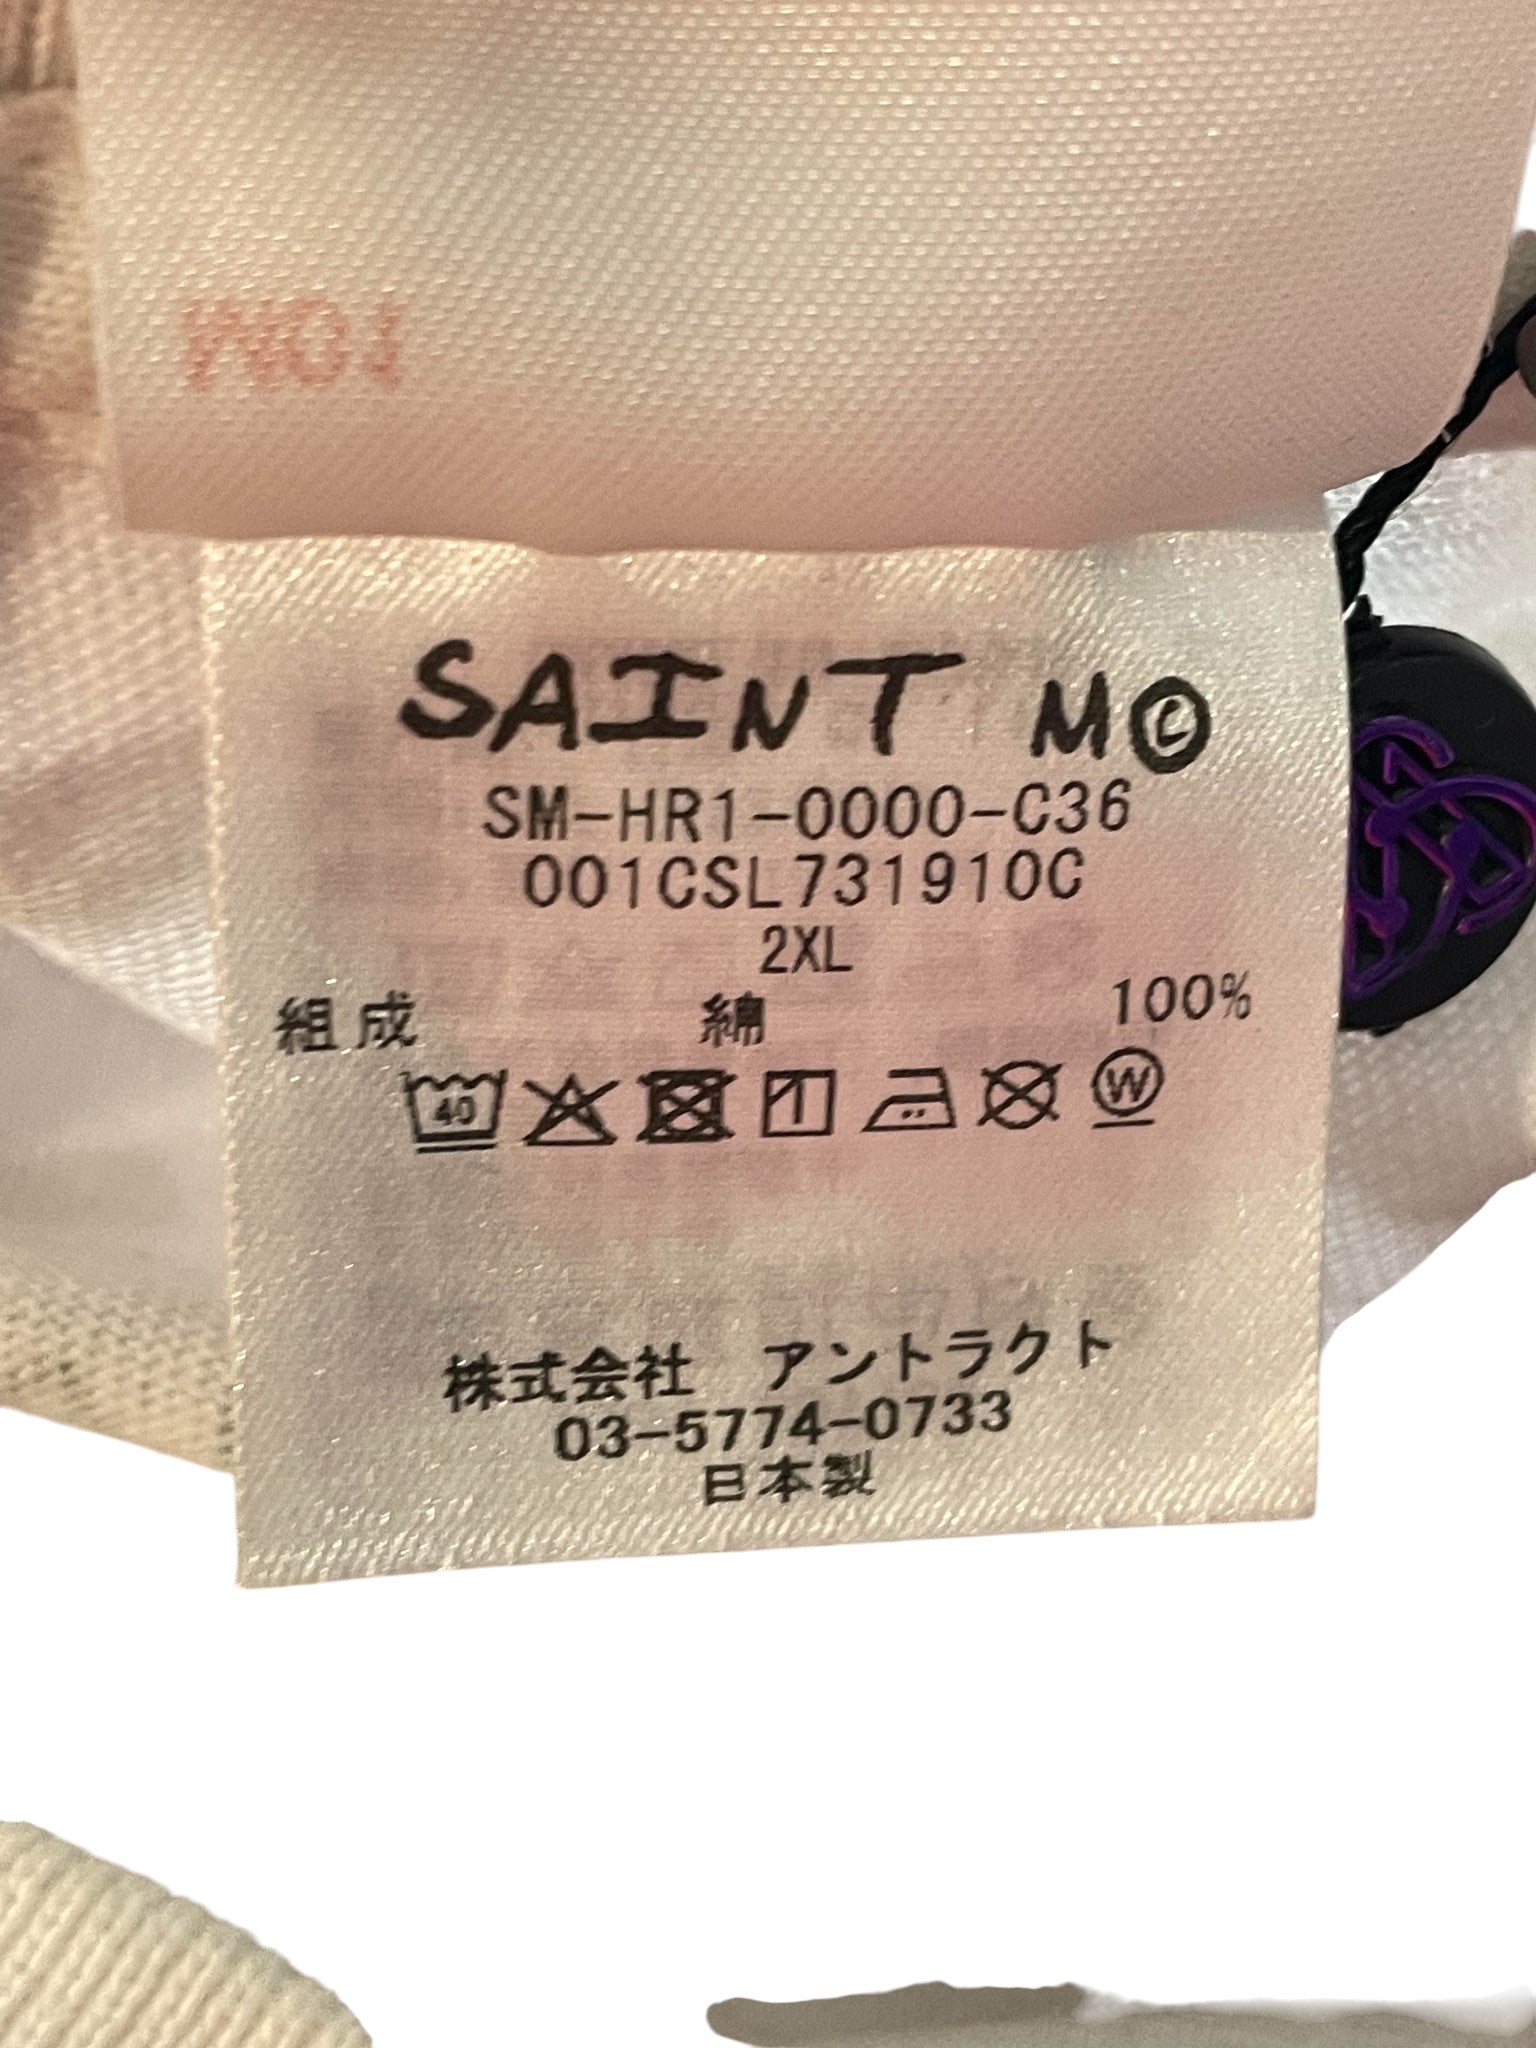 SAINT M©
SM-HR1-0000-C36
001CSL731910C
2XL
組成 綿 100%
40
W
株式会社 アントラクト
03-5774-0733
日本製